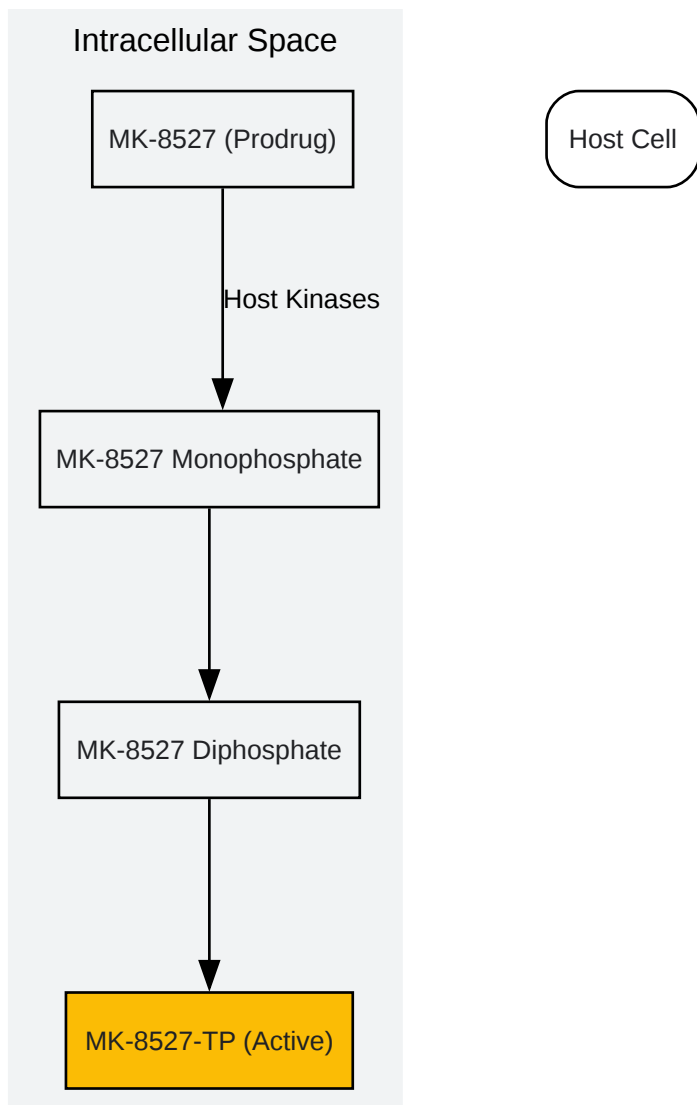 Intracellular Space
MK-8527 (Prodrug)
Host Cell
Host Kinases
MK-8527 Monophosphate
MK-8527 Diphosphate
MK-8527-TP (Active)